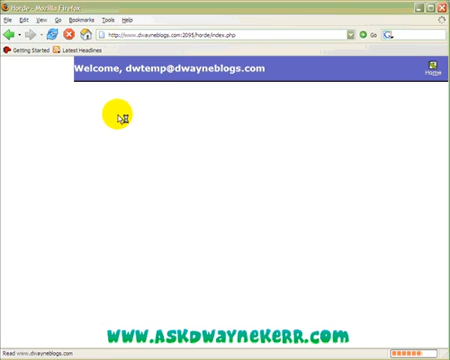 Horde - Mozilla Firefox
File Edit View Go Bookmarks Tools Help
http://www.dwayneblogs.com:2095/horde/index.php
Go
Getting Started Latest Headlines
Welcome, dwtemp@dwayneblogs.com
Home
www.ASKDWAYNEKERR.com
Read www.dwayneblogs.com